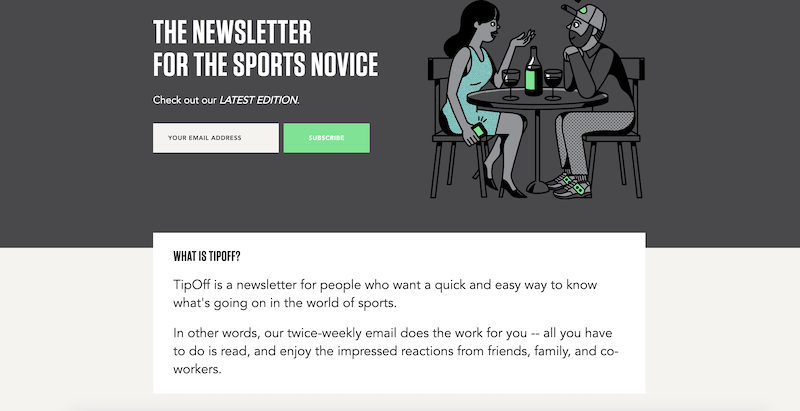 THE NEWSLETTER
FOR THE SPORTS NOVICE
Check out our LATEST EDITION.
YOUR EMAIL ADDRESS
SUBSCRIBE
WHAT IS TIPOFF?
TipOff is a newsletter for people who want a quick and easy way to know
what's going on in the world of sports.
In other words, our twice-weekly email does the work for you -- all you have
to do is read, and enjoy the impressed reactions from friends, family, and co-
workers.